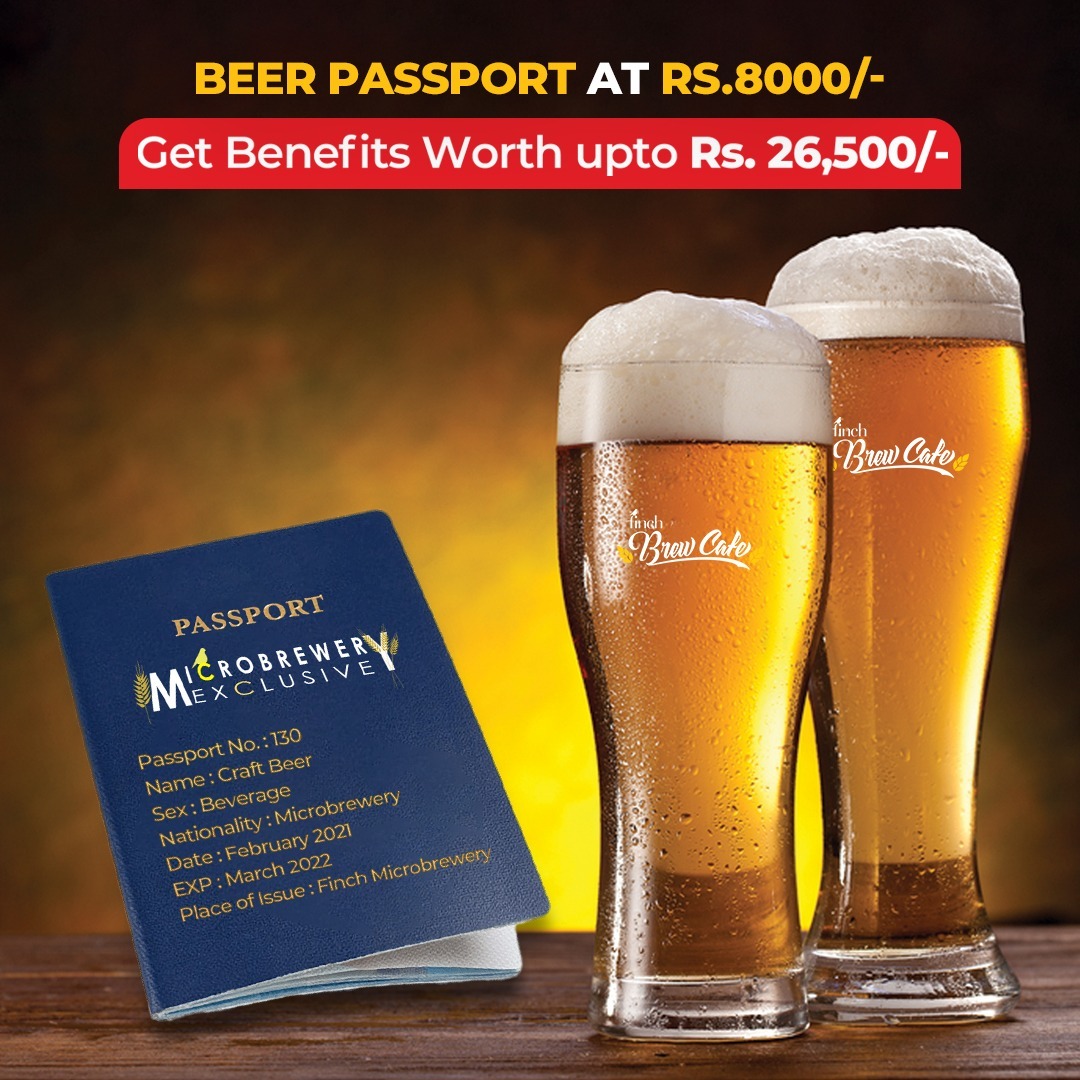 BEER PASSPORT AT RS.8000/-
Get Benefits Worth upto Rs. 26,500/-
finch
Brew Cafe
finch
Brew Cafe
PASSPORT
MICROBREWERY
EXCLUSIVE
Passport No. : 130
Name : Craft Beer
Sex : Beverage
Nationality : Microbrewery
Date : February 2021
EXP : March 2022
Place of Issue : Finch Microbrewery